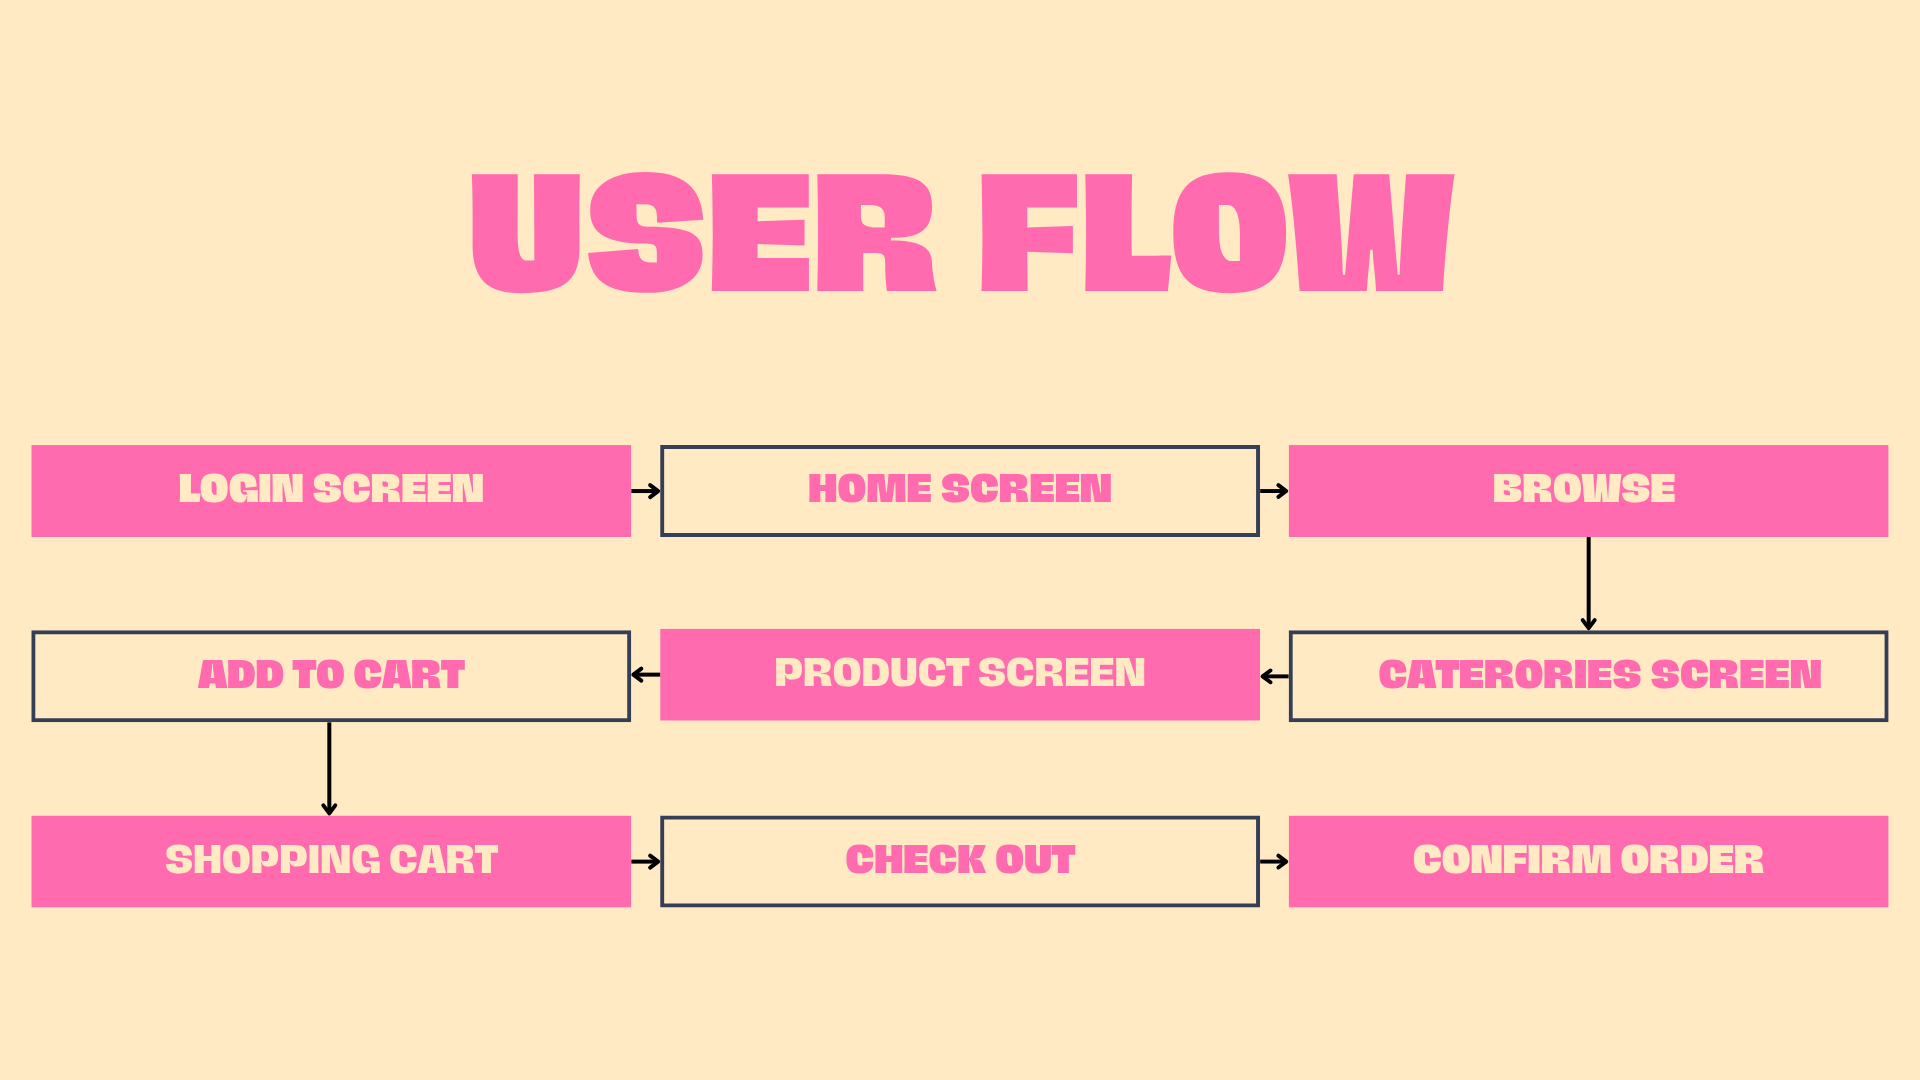 USER FLOW
LOGIN SCREEN
HOME SCREEN
BROWSE
CATERORIES SCREEN
PRODUCT SCREEN
ADD TO CART
SHOPPING CART
CHECK OUT
CONFIRM ORDER